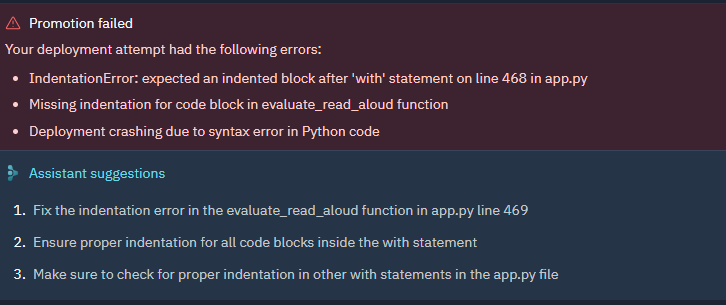 Promotion failed
Your deployment attempt had the following errors:
• IndentationError: expected an indented block after 'with' statement on line 468 in app.py
• Missing indentation for code block in evaluate_read_aloud function
• Deployment crashing due to syntax error in Python code
Assistant suggestions
1. Fix the indentation error in the evaluate_read_aloud function in app.py line 469
2. Ensure proper indentation for all code blocks inside the with statement
3. Make sure to check for proper indentation in other with statements in the app.py file